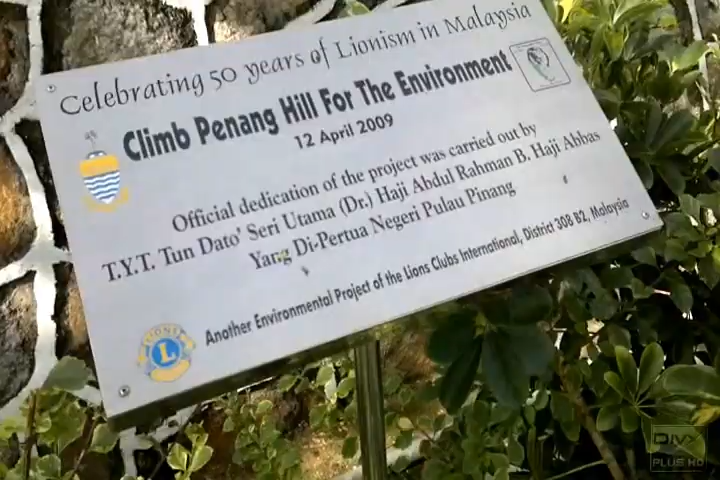 Celebrating 50 years of Lionism in Malaysia
Climb Penang Hill For The Environment
12 April 2009
Official dedication of the project was carried out by
T.Y.T. Tun Dato' Seri Utama (Dr.) Haji Abdul Rahman B. Haji Abbas
Yang Di-Pertua Negeri Pulau Pinang
Another Environmental Project of the Lions Clubs International, District 308 B2, Malaysia
LIONS
L
DIVX
PLUS HD